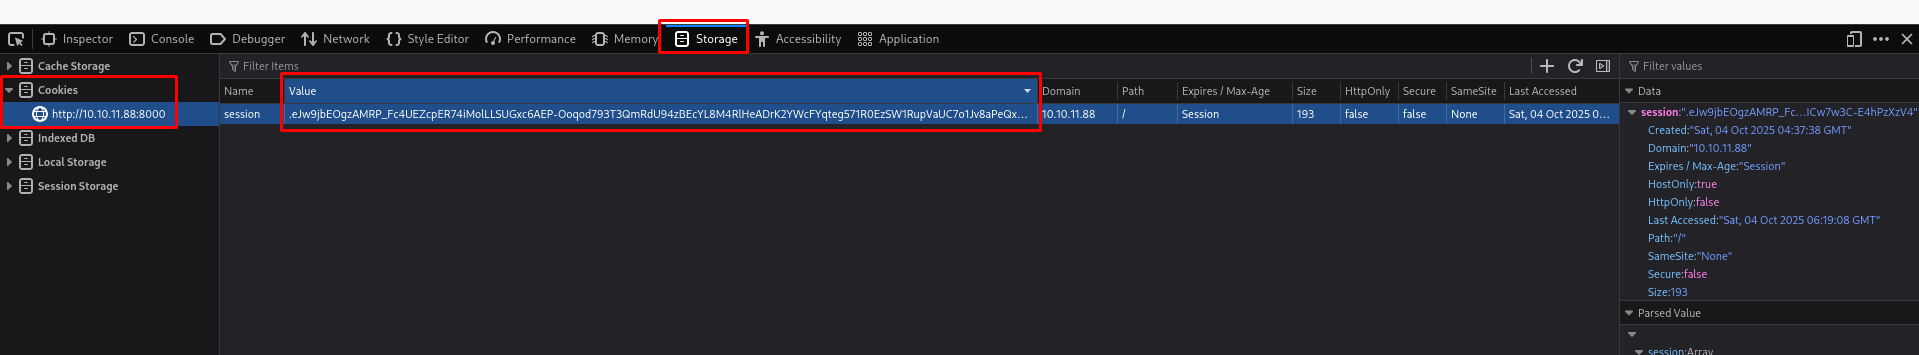 Inspector Console Debugger Network Style Editor Performance Memory Storage Accessibility Application
Cache Storage
Cookies
http://10.10.11.88:8000
Indexed DB
Local Storage
Session Storage
Filter Items
Name Value Domain Path Expires / Max-Age Size HttpOnly Secure SameSite Last Accessed
session .eJw9jbEOgzAMRP_Fc4UEZcpER74iMolLLSUGxc6AEP-Ooqod793T3QmRdU94zBEcYL8M4RlHeADrK2YWcFYqteg571R0EzSW1RupVaUC7o1Jv8aPeQx... 10.10.11.88 / Session 193 false false None Sat, 04 Oct 2025 0...
Filter values
Data
session:".eJw9jbEOgzAMRP_Fc...ICw7w3C-E4hPzXzV4"
Created:"Sat, 04 Oct 2025 04:37:38 GMT"
Domain:"10.10.11.88"
Expires / Max-Age:"Session"
HostOnly:true
HttpOnly:false
Last Accessed:"Sat, 04 Oct 2025 06:19:08 GMT"
Path:"/"
SameSite:"None"
Secure:false
Size:193
Parsed Value
session:Array